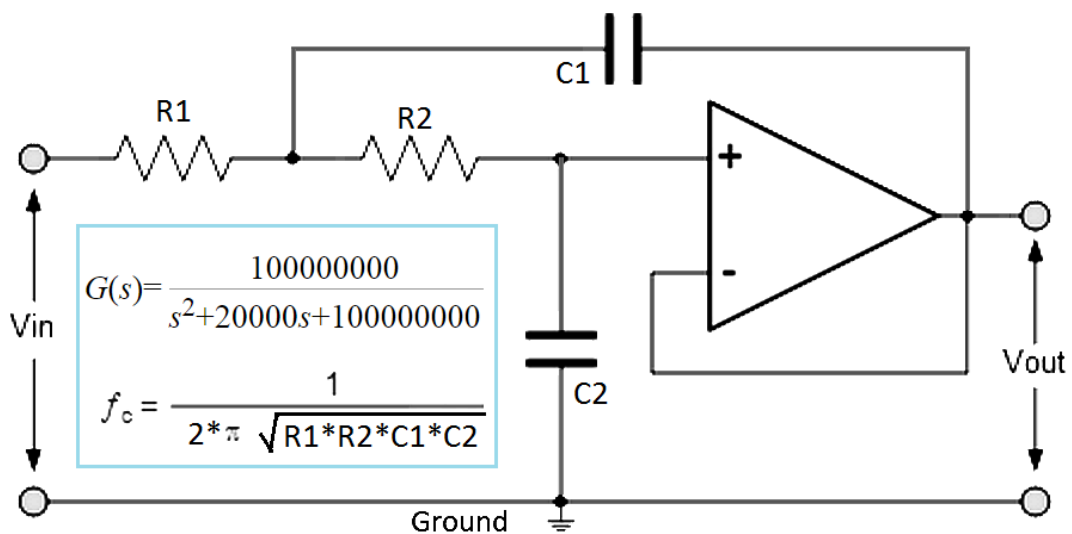 C1
R1
R2
+
-
G(s)= 100000000
s²+20000s+100000000
Vin
Vout
fc = 1
2*π √R1*R2*C1*C2
C2
Ground